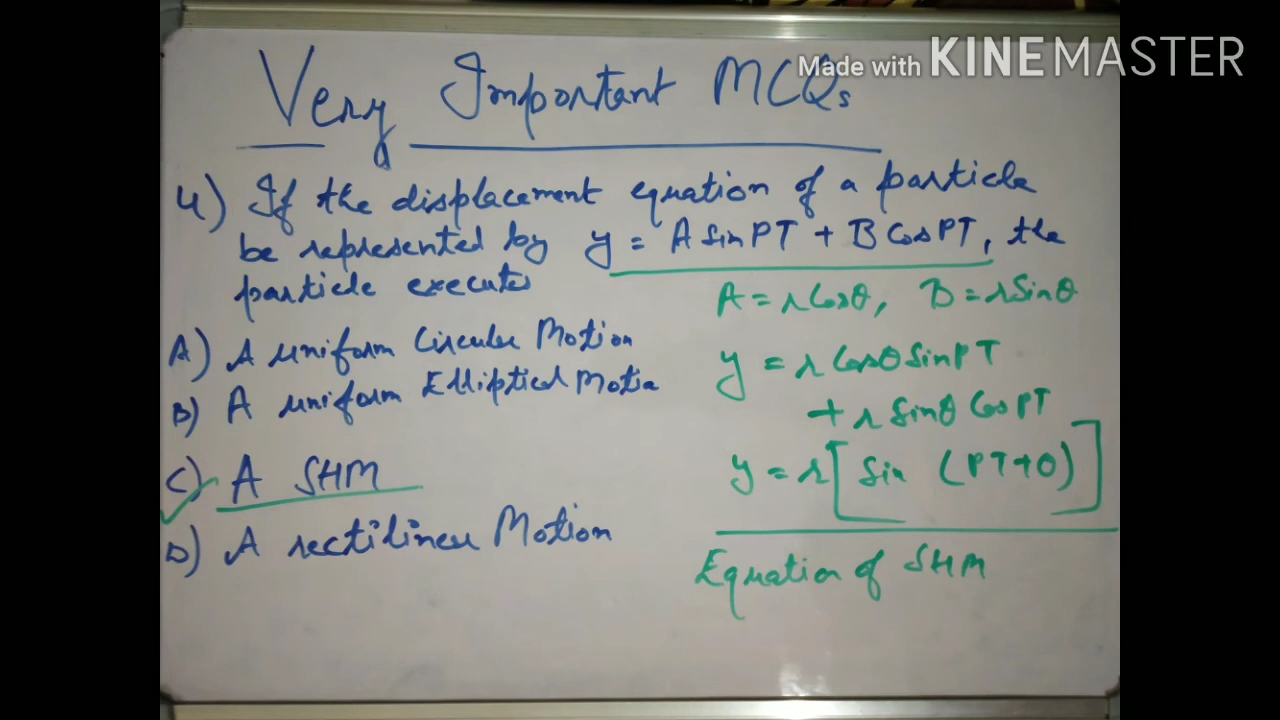 Made with KINEMASTER
Very Important MCQs
4) If the displacement equation of a particle
be represented by y = A Sin PT + B Cos PT, the
particle executes
A) A uniform Circular Motion
B) A uniform Elliptical Motio
C) A SHM
D) A rectilinear Motion
A = r Cosθ, B = r Sinθ
y = r Cosθ Sin PT
+ r Sinθ Cos PT
y = r [ Sin (PT+θ) ]
Equation of SHM